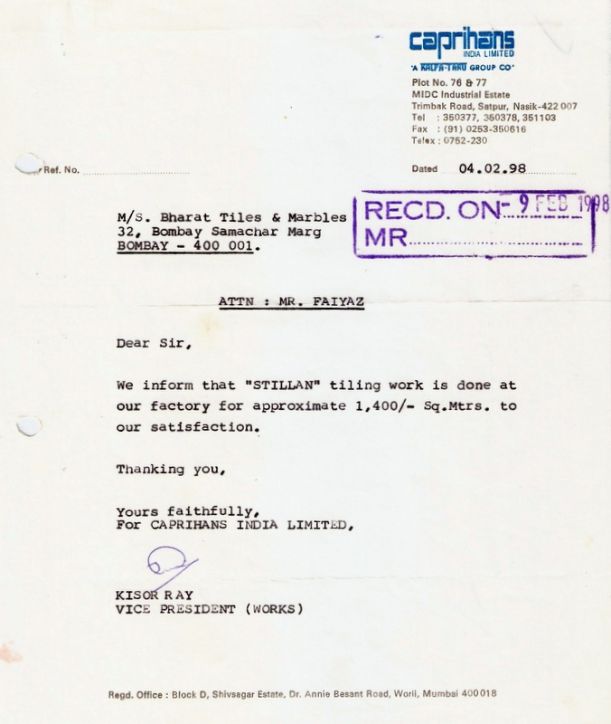 caprihans
INDIA LIMITED
'A KALPA-TARU GROUP CO'
Plot No. 76 & 77
MIDC Industrial Estate
Trimbak Road, Satpur, Nasik-422 007
Tel : 350377, 350378, 351103
Fax : (91) 0253-350616
Telex : 0752-230
Ref. No.
Dated 04.02.98
RECD. ON - 9 FEB 1998
MR
M/S. Bharat Tiles & Marbles
32, Bombay Samachar Marg
BOMBAY - 400 001.
ATTN : MR. FAIYAZ
Dear Sir,
We inform that "STILLAN" tiling work is done at
our factory for approximate 1,400/- Sq.Mtrs. to
our satisfaction.
Thanking you,
Yours faithfully,
For CAPRIHANS INDIA LIMITED,
KISOR RAY
VICE PRESIDENT (WORKS)
Regd. Office : Block D, Shivsagar Estate, Dr. Annie Besant Road, Worli, Mumbai 400 018